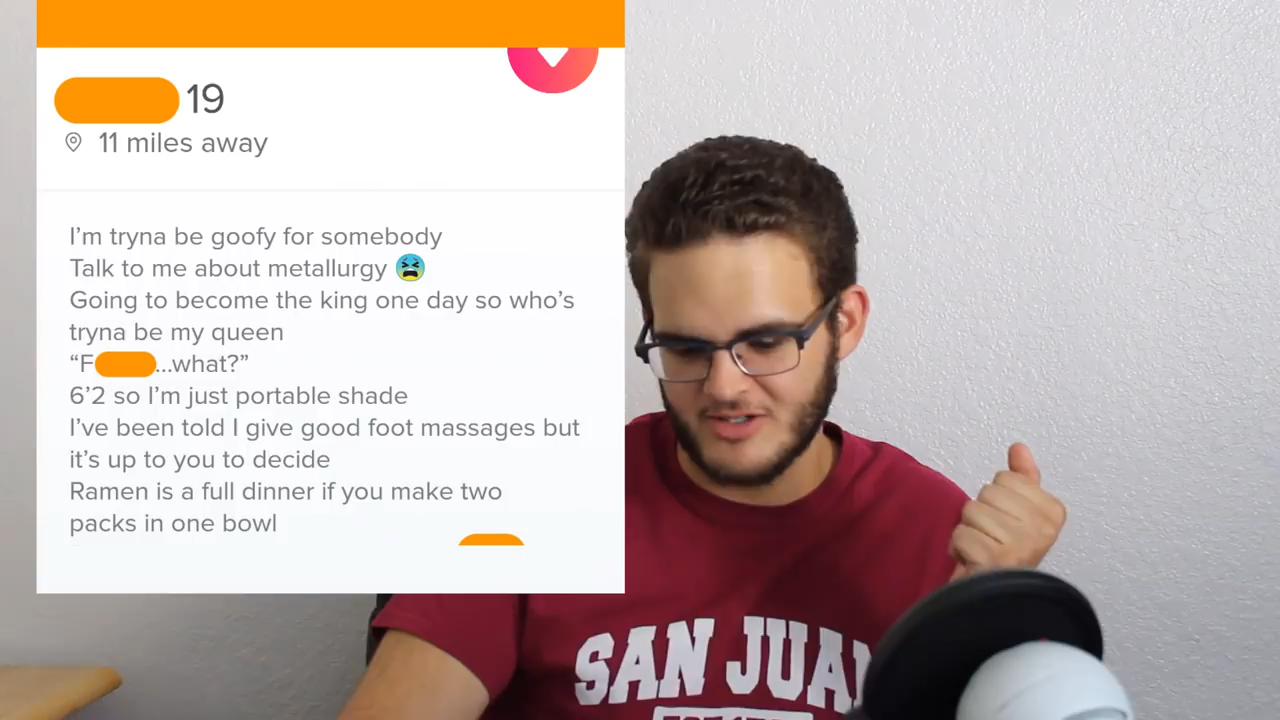 19
11 miles away
I'm tryna be goofy for somebody
Talk to me about metallurgy 😫
Going to become the king one day so who's
tryna be my queen
“F ...what?”
6'2 so I'm just portable shade
I've been told I give good foot massages but
it's up to you to decide
Ramen is a full dinner if you make two
packs in one bowl
SAN JUAN